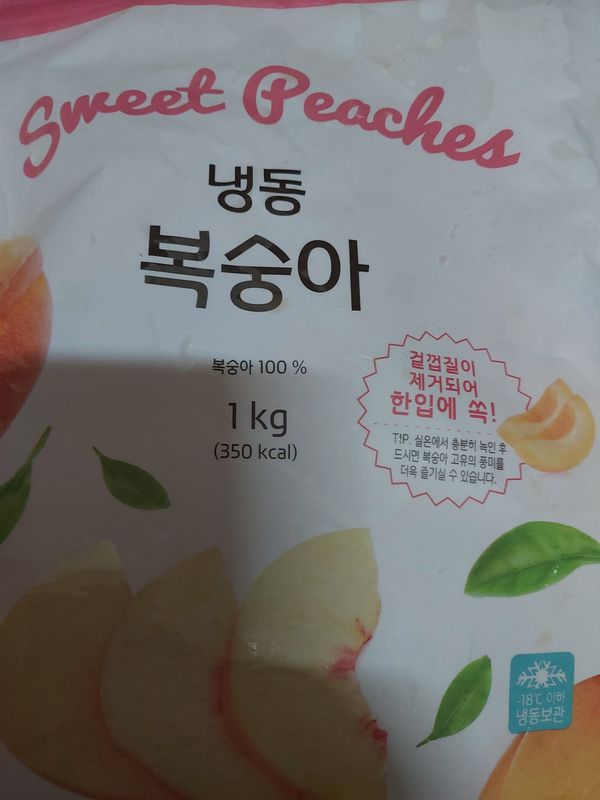 Sweet Peaches
냉동
복숭아
복숭아 100 %
1 kg
(350 kcal)
겉껍질이
제거되어
한입에 쏙!
TIP. 실온에서 충분히 녹인 후
드시면 복숭아 고유의 풍미를
더욱 즐기실 수 있습니다.
-18℃ 이하
냉동보관